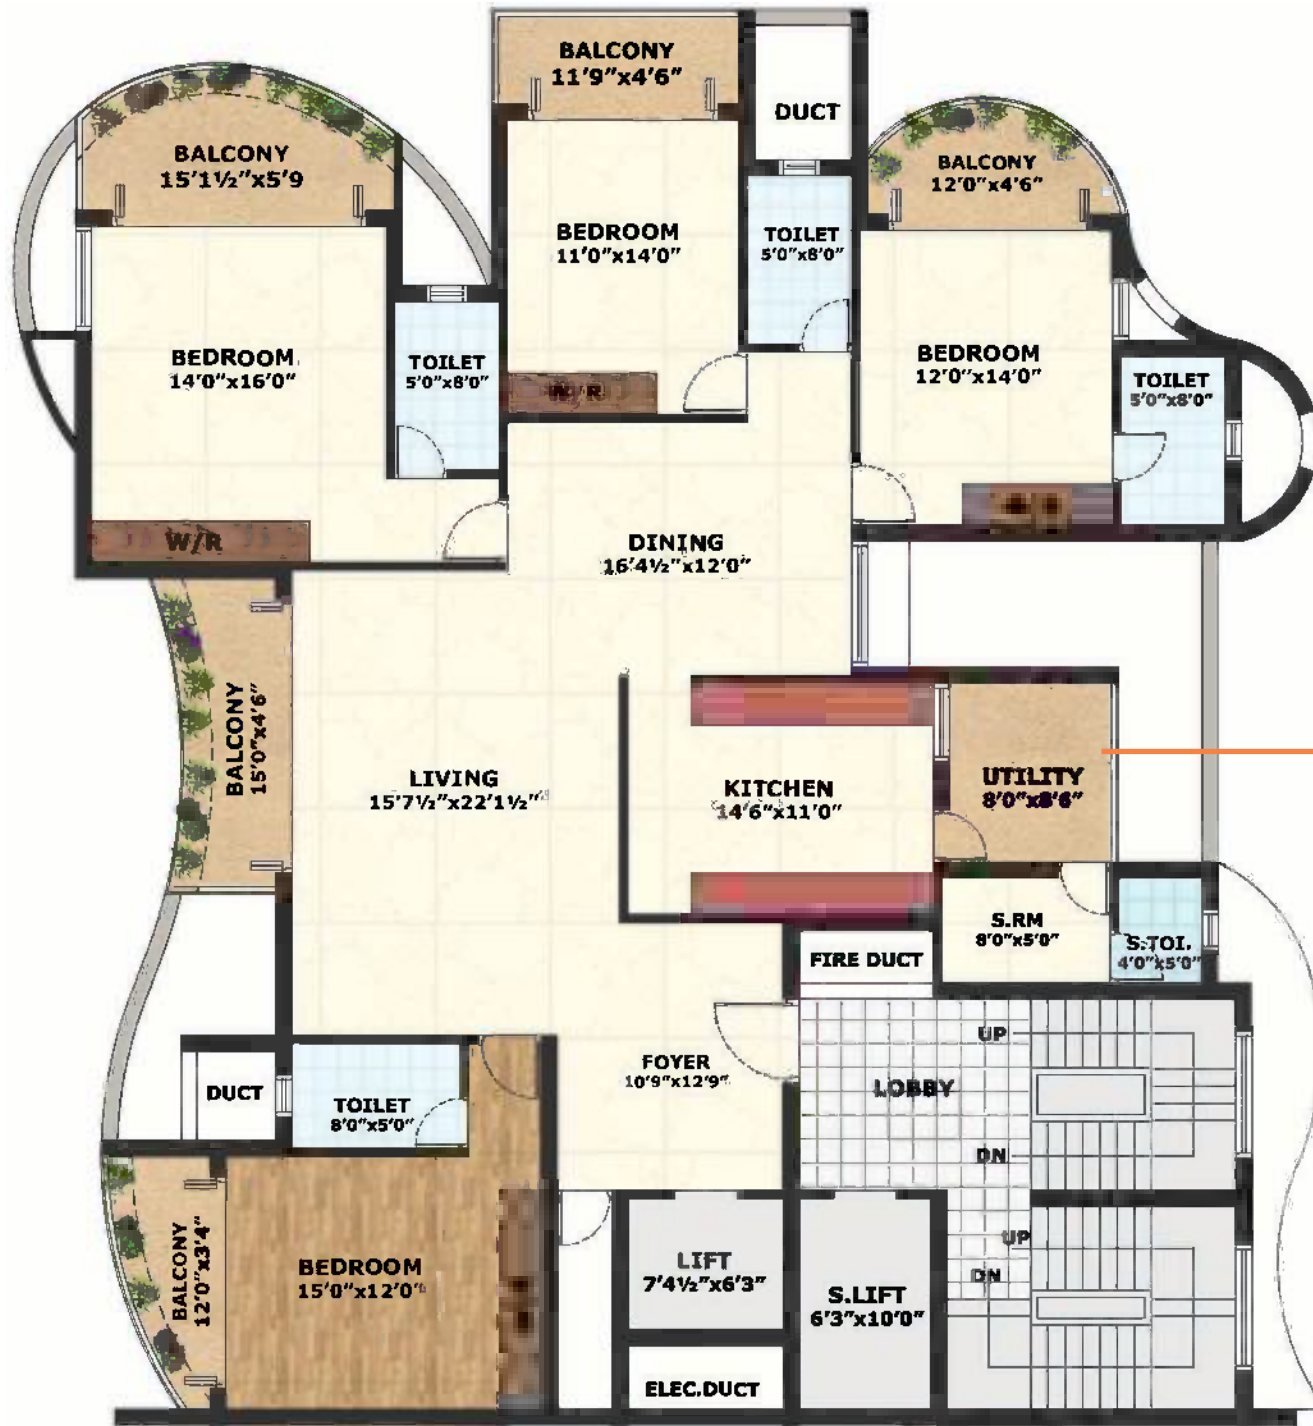 BALCONY
11'9"x4'6"
DUCT
BALCONY
15'1½"x5'9
BALCONY
12'0"x4'6"
BEDROOM
11'0"x14'0"
TOILET
5'0"x8'0"
BEDROOM
14'0"x16'0"
TOILET
5'0"x8'0"
BEDROOM
12'0"x14'0"
TOILET
5'0"x8'0"
W/R
W/R
DINING
16'4½"x12'0"
BALCONY
15'0"x4'6"
LIVING
15'7½"x22'1½"
KITCHEN
14'6"x11'0"
UTILITY
8'0"x8'6"
S.RM
8'0"x5'0"
S.TOI.
4'0"x5'0"
FIRE DUCT
UP
FOYER
10'9"x12'9"
LOBBY
DUCT
TOILET
8'0"x5'0"
DN
BALCONY
12'0"x3'4"
BEDROOM
15'0"x12'0"
LIFT
7'4½"x6'3"
S.LIFT
6'3"x10'0"
UP
DN
ELEC.DUCT